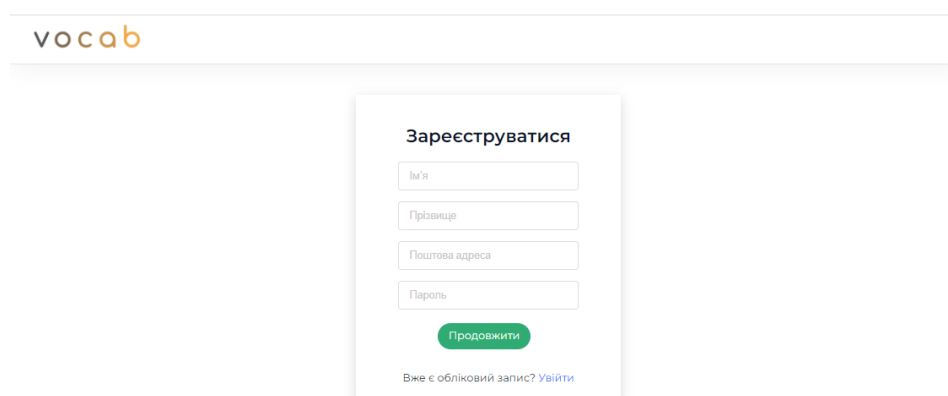 vocab
Зареєструватися
Ім'я
Прізвище
Поштова адреса
Пароль
Продовжити
Вже є обліковий запис? Увійти